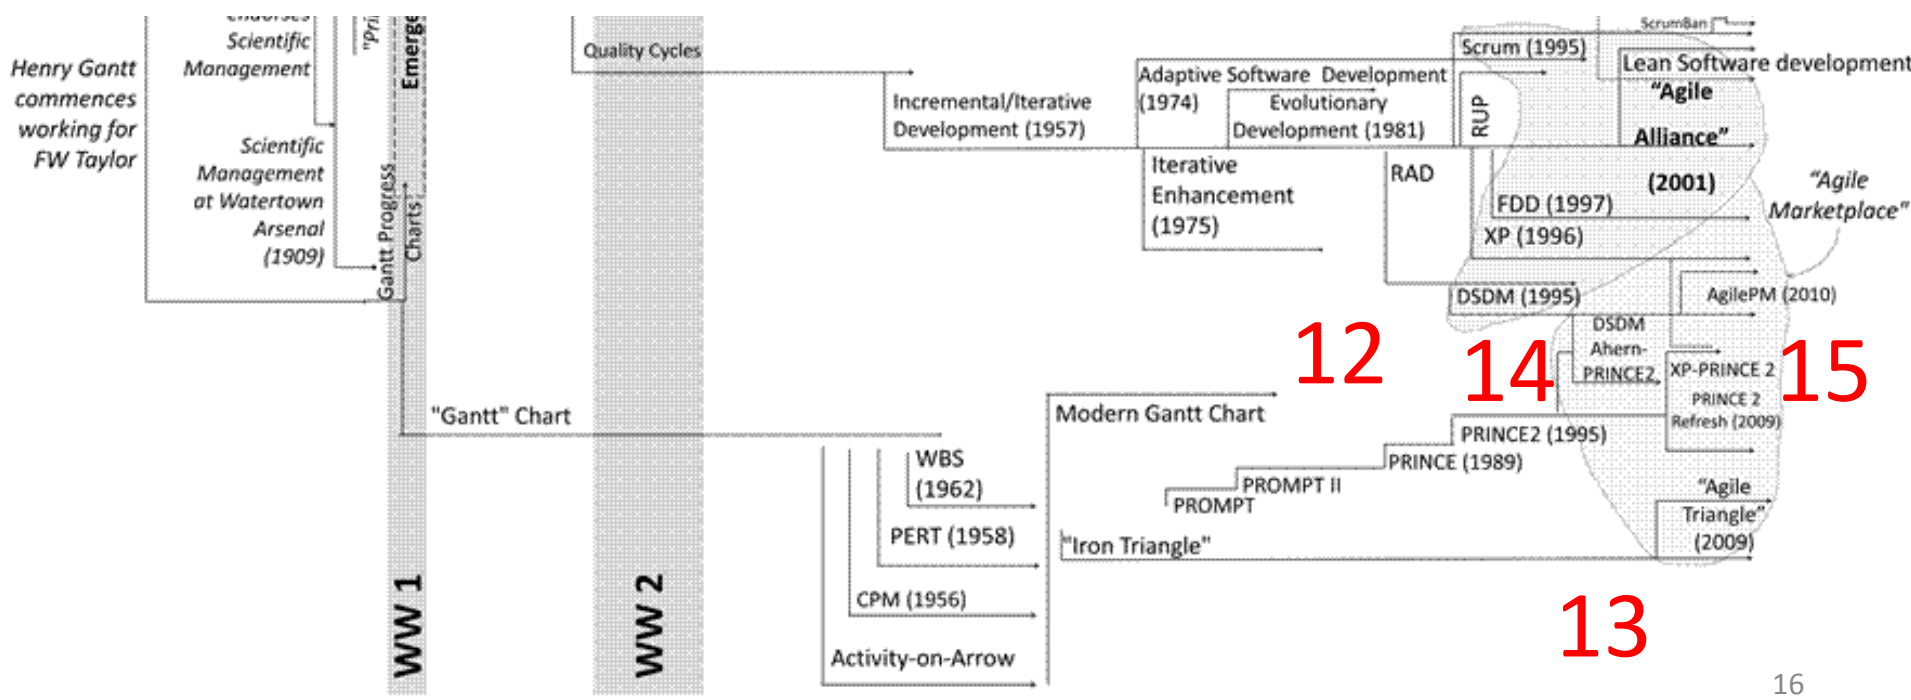 Scientific
Management
Henry Gantt
commences
working for
FW Taylor
Scientific
Management
at Watertown
Arsenal
(1909)
Gantt Progress
Charts
"Pri
Emerge
WW 1
WW 2
Quality Cycles
"Gantt" Chart
Incremental/Iterative
Development (1957)
Adaptive Software Development
(1974)
Evolutionary
Development (1981)
Iterative
Enhancement
(1975)
RAD
ScrumBan
Scrum (1995)
RUP
Lean Software development
“Agile
Alliance”
(2001)
FDD (1997)
XP (1996)
“Agile
Marketplace”
DSDM (1995)
AgilePM (2010)
DSDM
Ahern-
PRINCE2
XP-PRINCE 2
PRINCE 2
Refresh (2009)
12
14
15
Modern Gantt Chart
PRINCE2 (1995)
PRINCE (1989)
PROMPT II
PROMPT
WBS
(1962)
PERT (1958)
CPM (1956)
Activity-on-Arrow
"Iron Triangle"
“Agile
Triangle”
(2009)
13
16